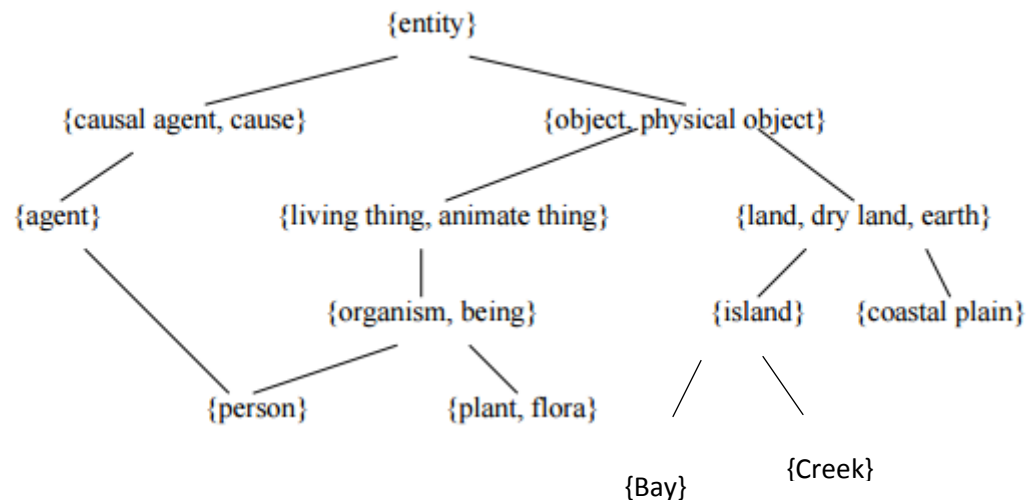 {entity}
{causal agent, cause} {object, physical object}
{agent} {living thing, animate thing} {land, dry land, earth}
{organism, being} {island} {coastal plain}
{person} {plant, flora}
{Bay} {Creek}